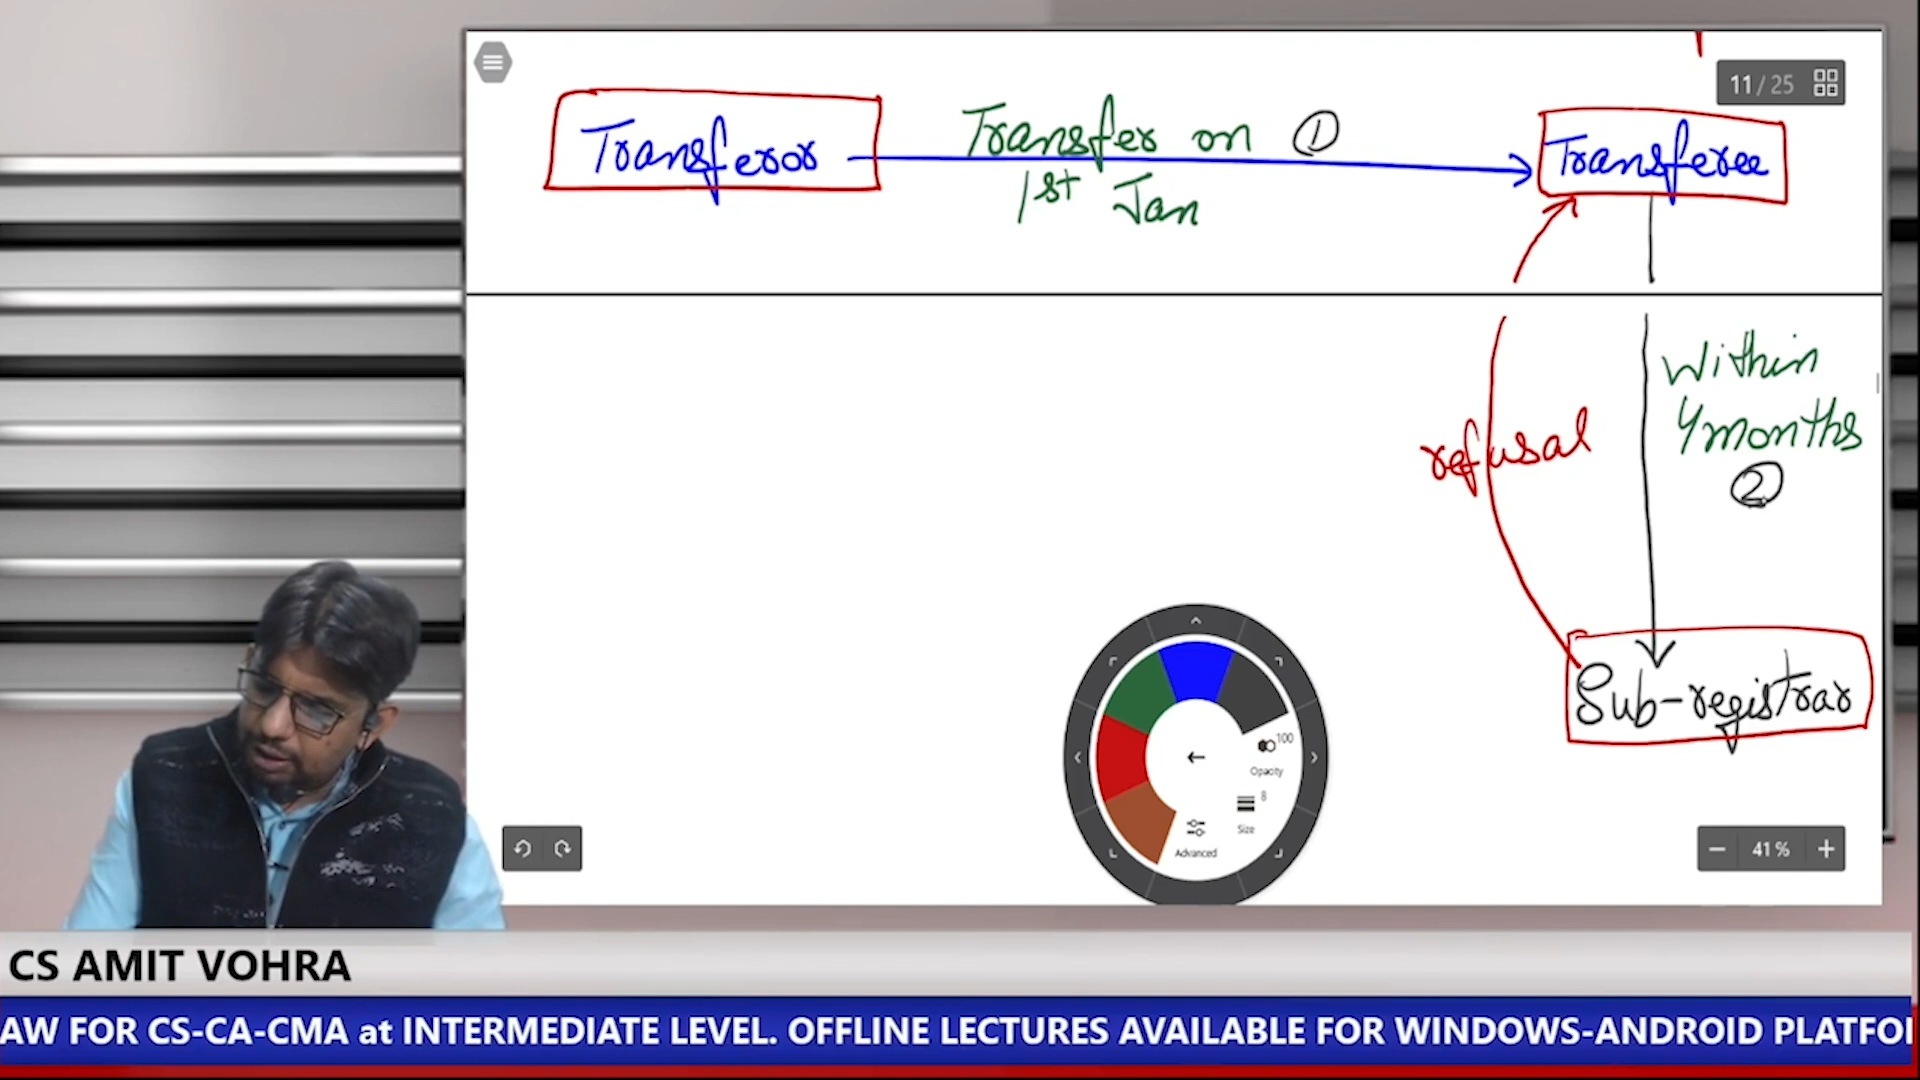 11 / 25
Transferor
Transfer on ①
1st Jan
Transferee
Within
4 months
②
refusal
Sub-registrar
100
Opacity
8
Size
Advanced
41 %
CS AMIT VOHRA
AW FOR CS-CA-CMA at INTERMEDIATE LEVEL. OFFLINE LECTURES AVAILABLE FOR WINDOWS-ANDROID PLATFO